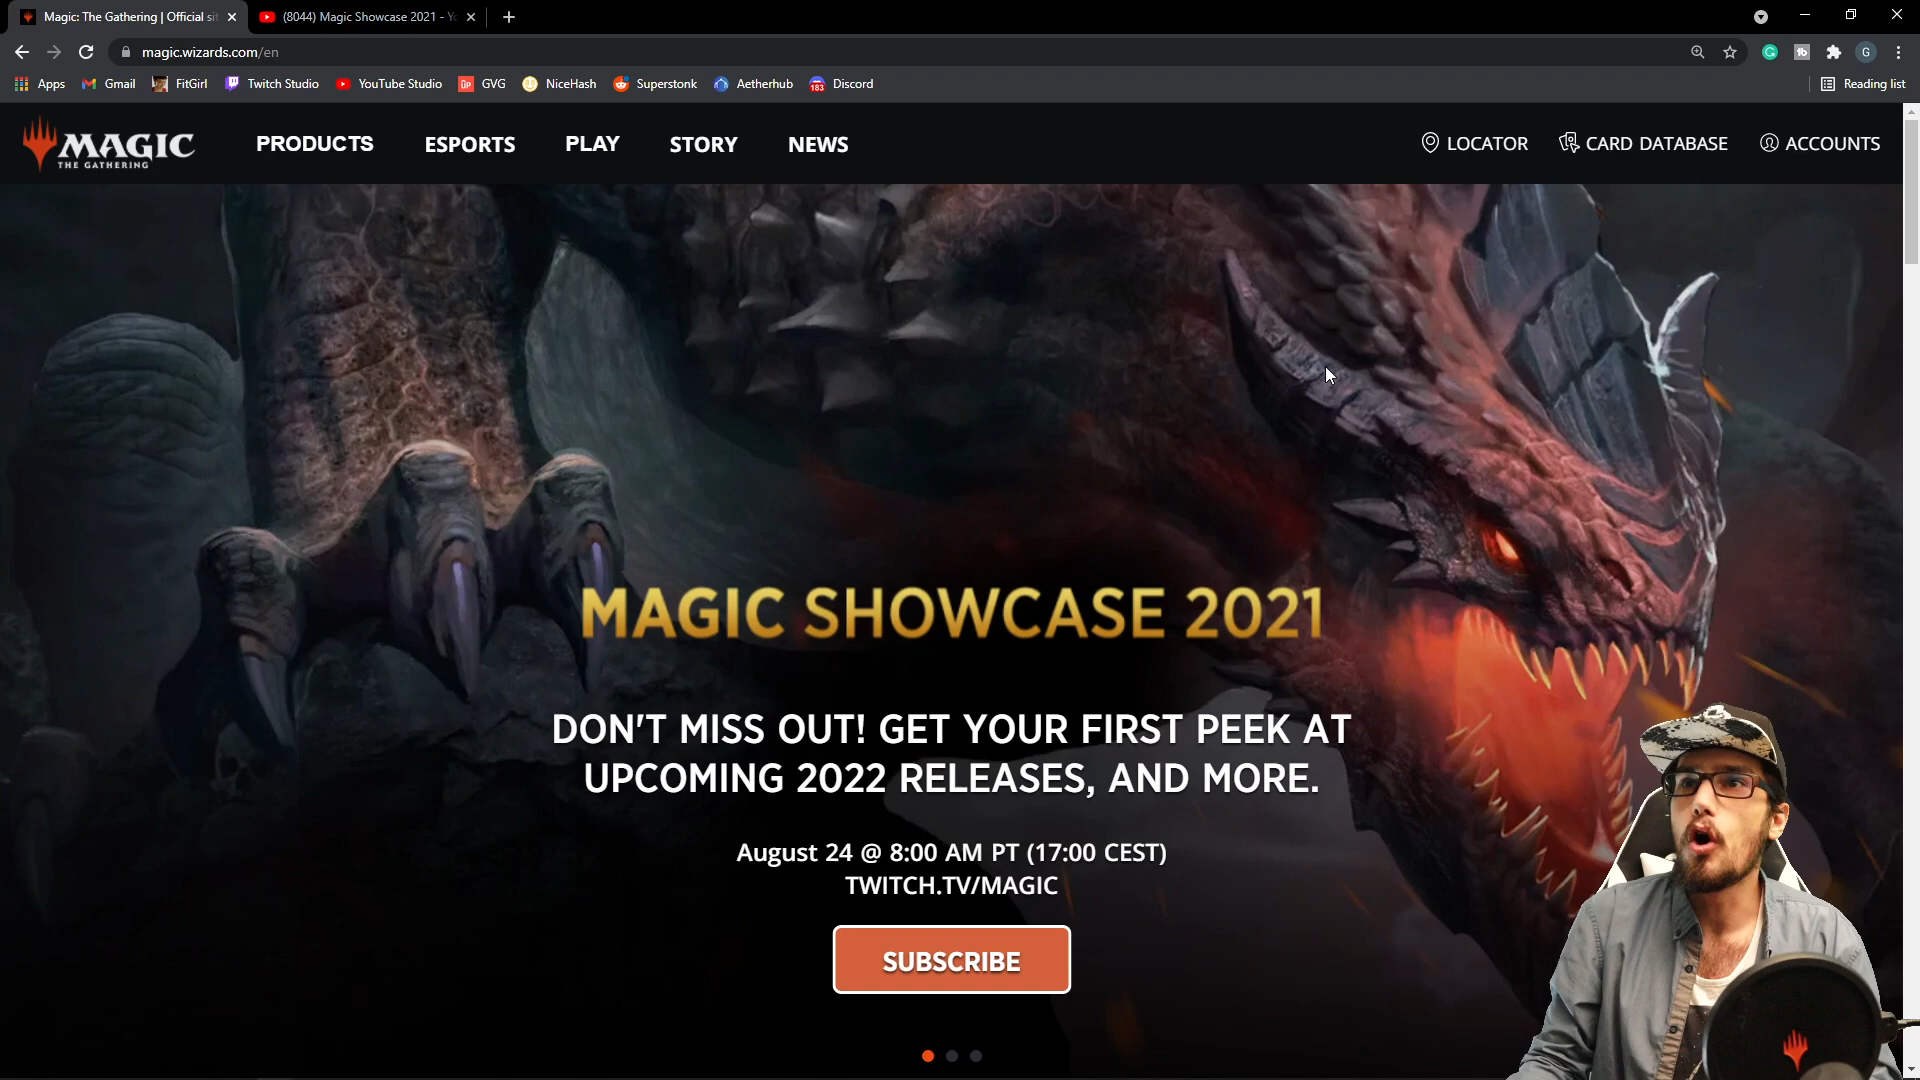 Magic: The Gathering | Official si
(8044) Magic Showcase 2021 - Yo
magic.wizards.com/en
Apps
Gmail
FitGirl
Twitch Studio
YouTube Studio
up GVG
NiceHash
Superstonk
Aetherhub
183 Discord
Reading list
MAGIC
THE GATHERING
PRODUCTS
ESPORTS
PLAY
STORY
NEWS
LOCATOR
CARD DATABASE
ACCOUNTS
MAGIC SHOWCASE 2021
DON'T MISS OUT! GET YOUR FIRST PEEK AT
UPCOMING 2022 RELEASES, AND MORE.
August 24 @ 8:00 AM PT (17:00 CEST)
TWITCH.TV/MAGIC
SUBSCRIBE